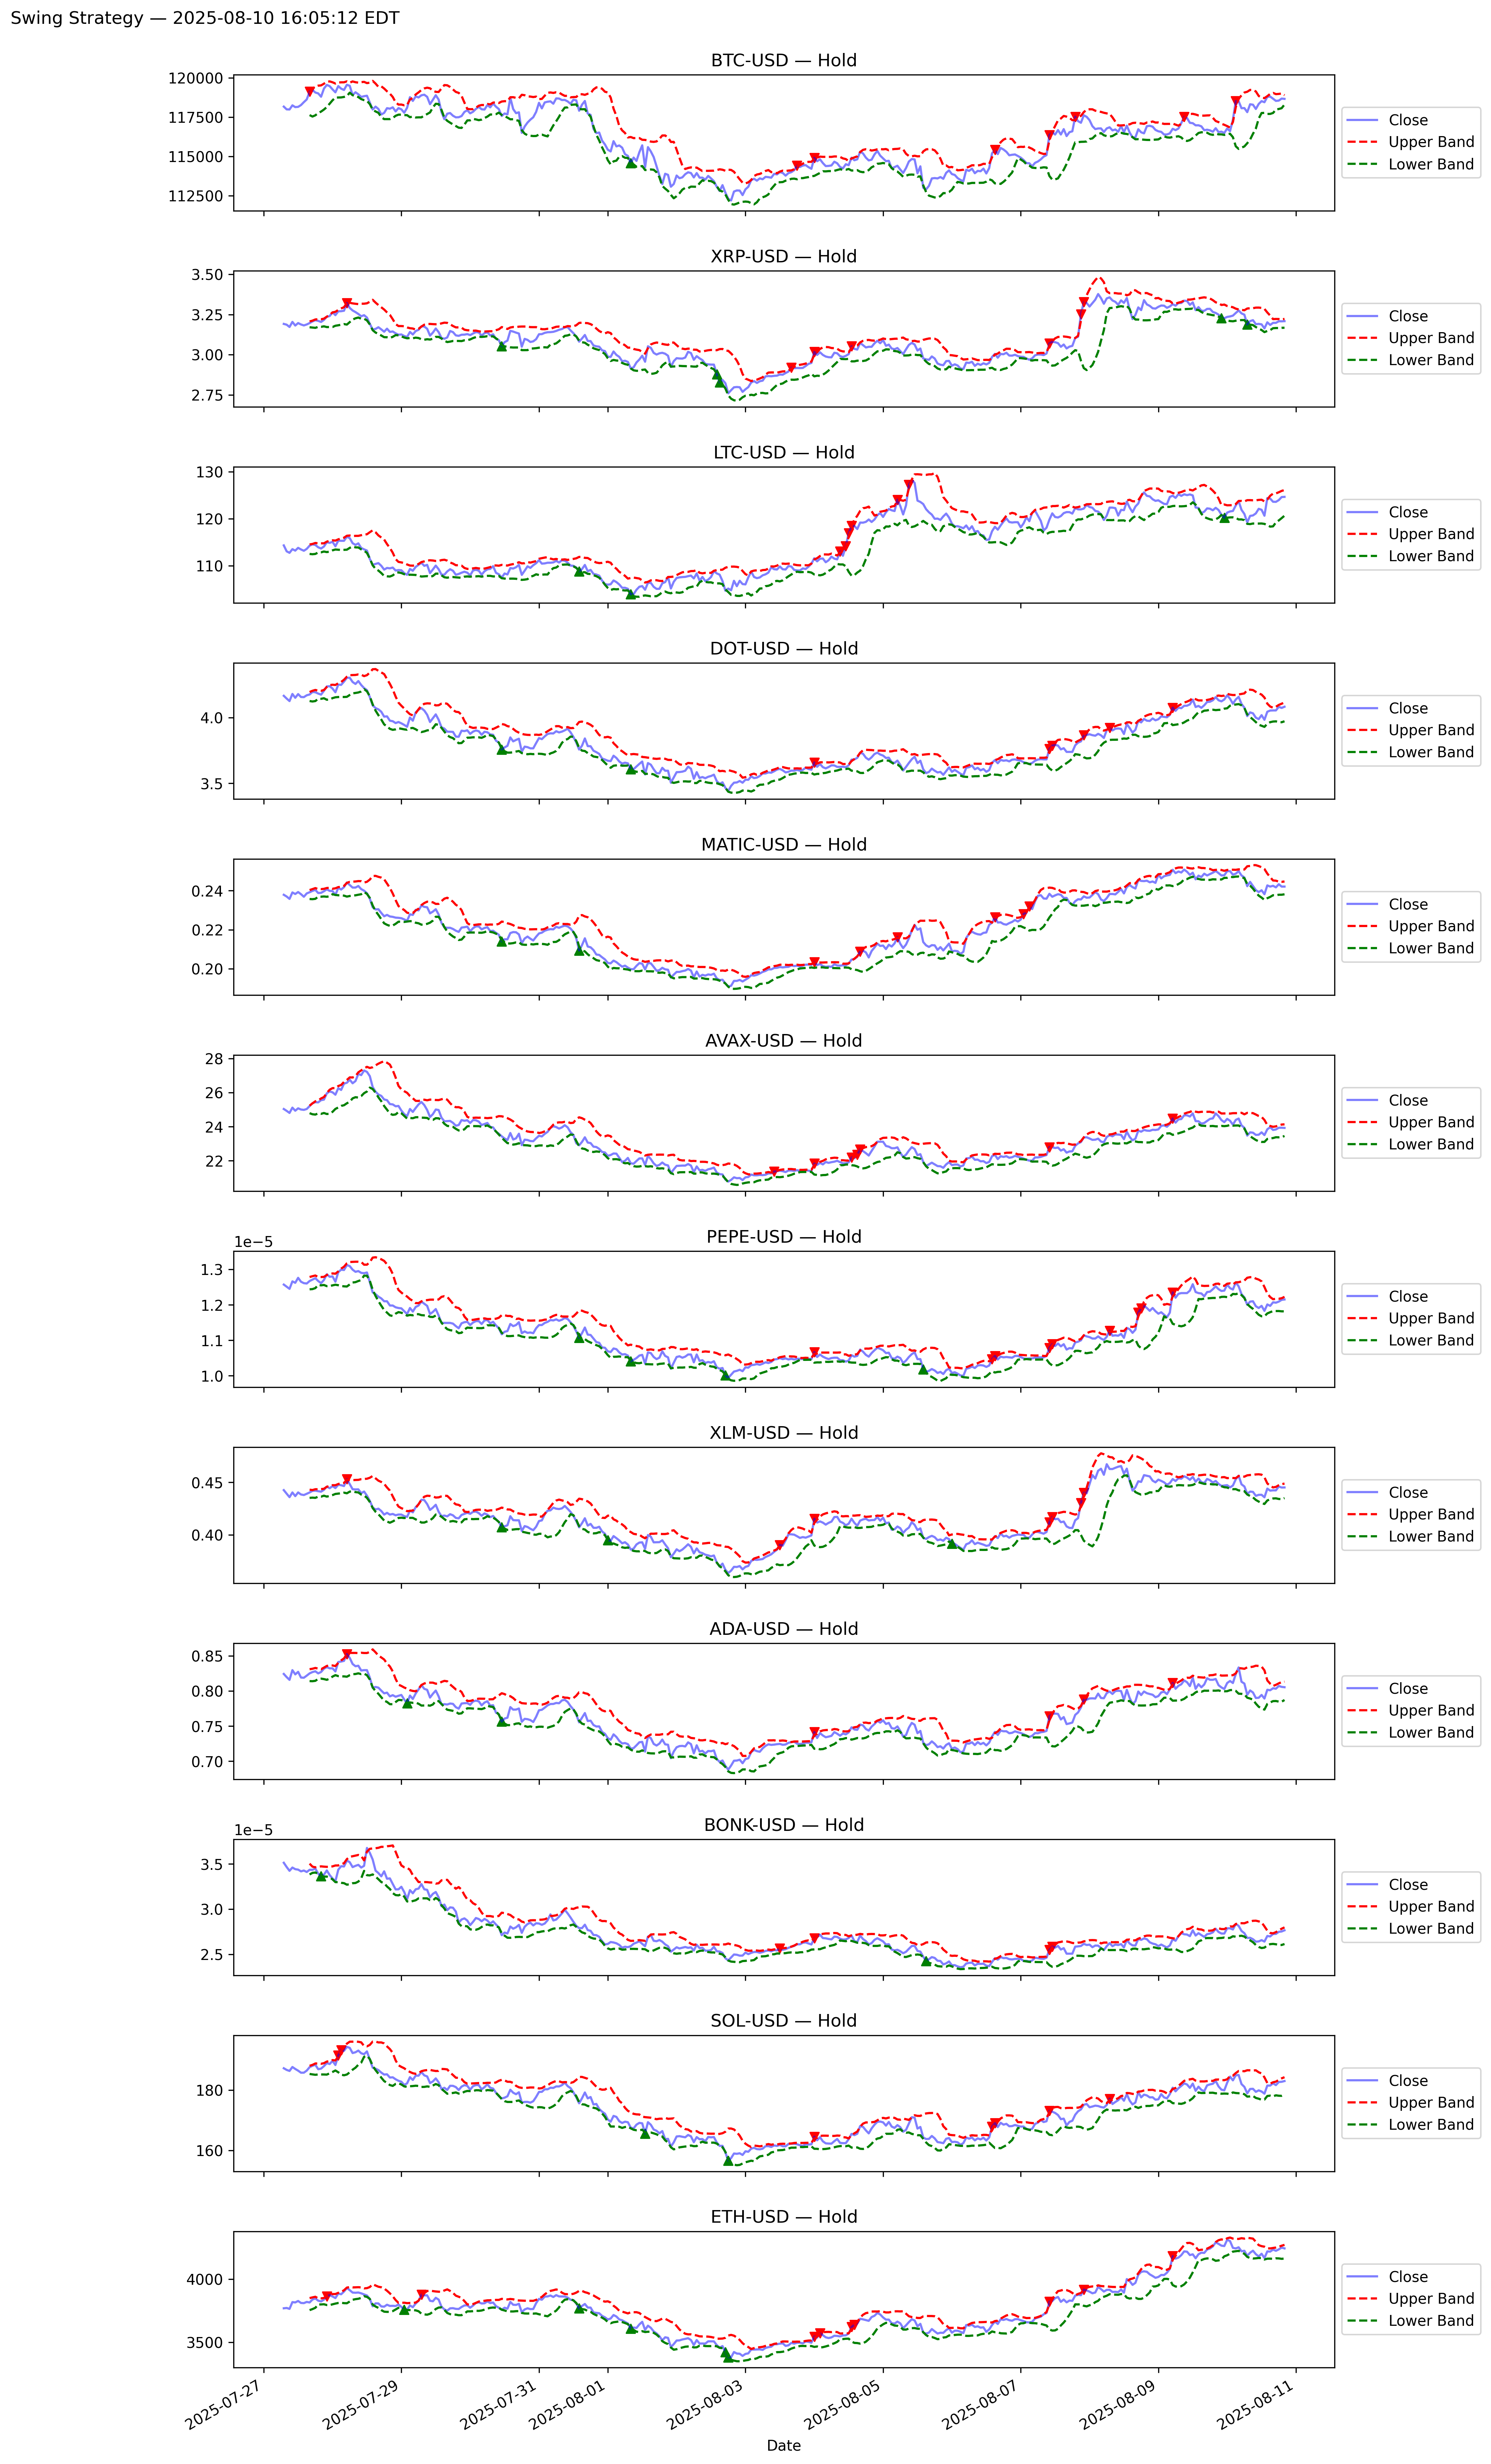 Swing Strategy — 2025-08-10 16:05:12 EDT
BTC-USD — Hold
120000
117500
115000
112500
Close
Upper Band
Lower Band
XRP-USD — Hold
3.50
3.25
3.00
2.75
Close
Upper Band
Lower Band
LTC-USD — Hold
130
120
110
Close
Upper Band
Lower Band
DOT-USD — Hold
4.0
3.5
Close
Upper Band
Lower Band
MATIC-USD — Hold
0.24
0.22
0.20
Close
Upper Band
Lower Band
AVAX-USD — Hold
28
26
24
22
Close
Upper Band
Lower Band
PEPE-USD — Hold
1e−5
1.3
1.2
1.1
1.0
Close
Upper Band
Lower Band
XLM-USD — Hold
0.45
0.40
Close
Upper Band
Lower Band
ADA-USD — Hold
0.85
0.80
0.75
0.70
Close
Upper Band
Lower Band
BONK-USD — Hold
1e−5
3.5
3.0
2.5
Close
Upper Band
Lower Band
SOL-USD — Hold
180
160
Close
Upper Band
Lower Band
ETH-USD — Hold
4000
3500
Close
Upper Band
Lower Band
2025-07-27
2025-07-29
2025-07-31
2025-08-01
2025-08-03
2025-08-05
2025-08-07
2025-08-09
2025-08-11
Date